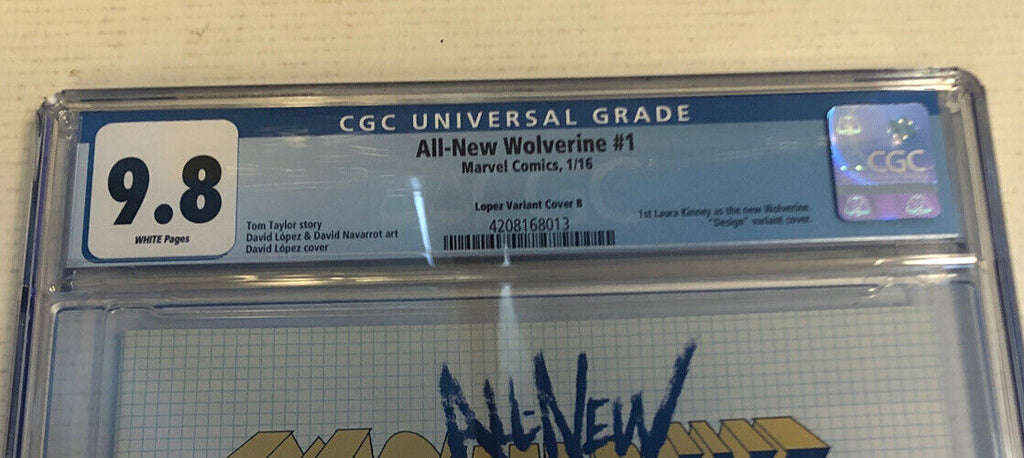 CGC UNIVERSAL GRADE
9.8
WHITE Pages
All-New Wolverine #1
Marvel Comics, 1/16
Lopez Variant Cover B
4208168013
Tom Taylor story
David López & David Navarrot art
David López cover
1st Laura Kinney as the new Wolverine.
"Design" variant cover.
CGC
CGC
ALL-NEW